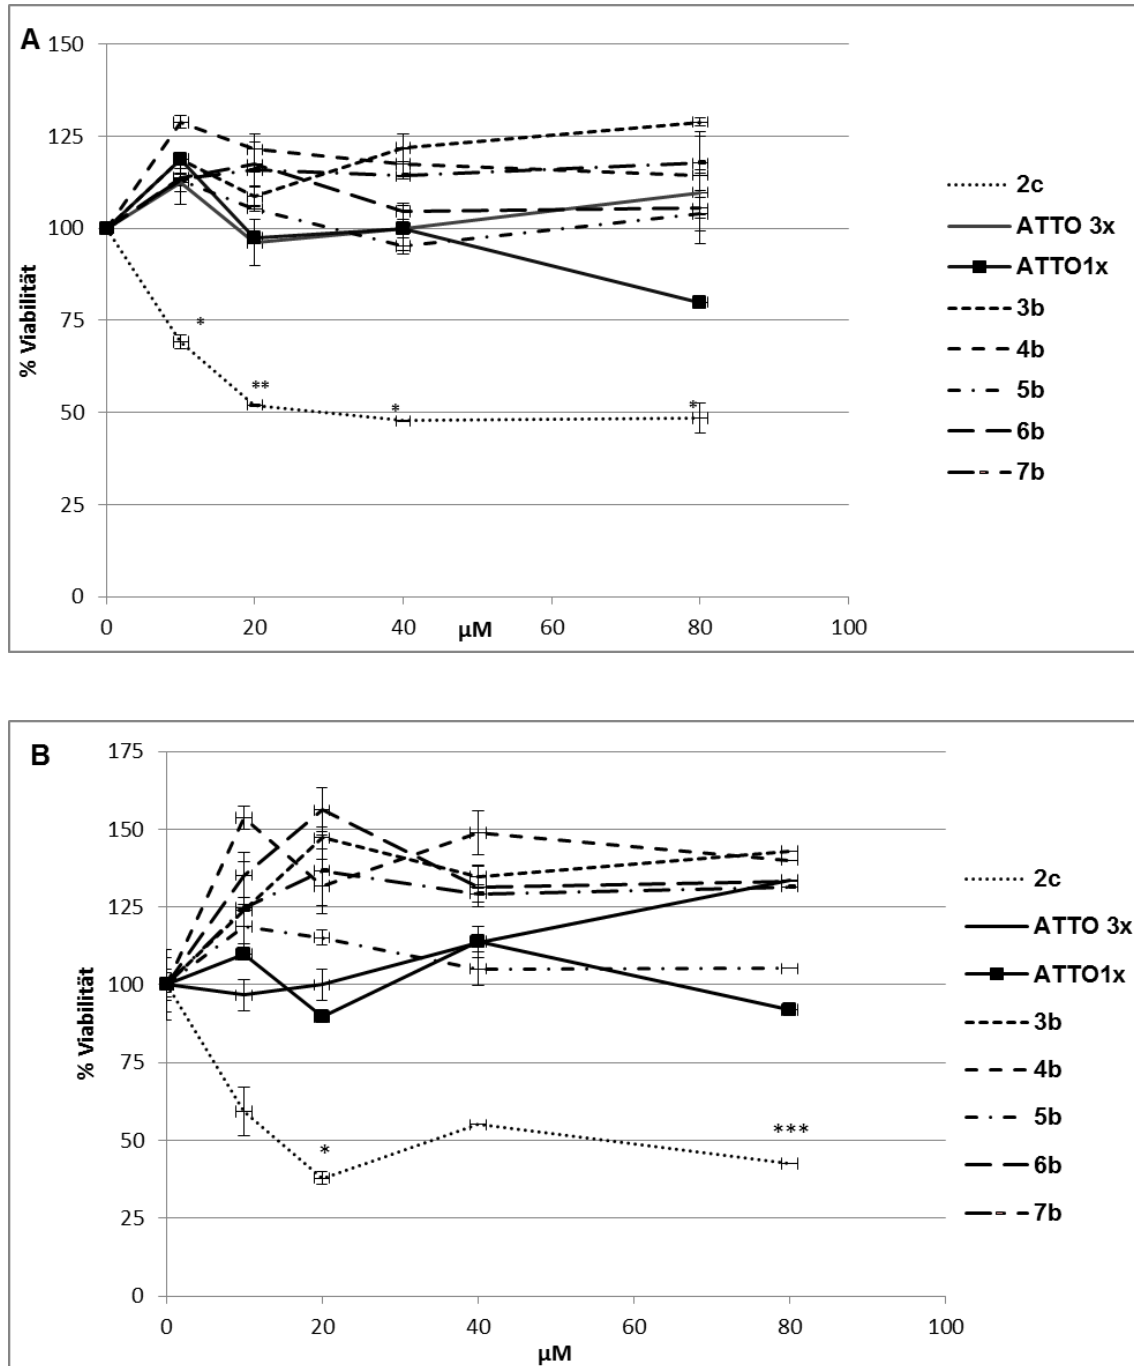 A
150
125
100
75
50
25
0
% Viabilität
*
**
*
*
0 20 40 60 80 100
µM
2c
ATTO 3x
ATTO1x
3b
4b
5b
6b
7b
B
175
150
125
100
75
50
25
0
% Viabilität
*
***
0 20 40 60 80 100
µM
2c
ATTO 3x
ATTO1x
3b
4b
5b
6b
7b